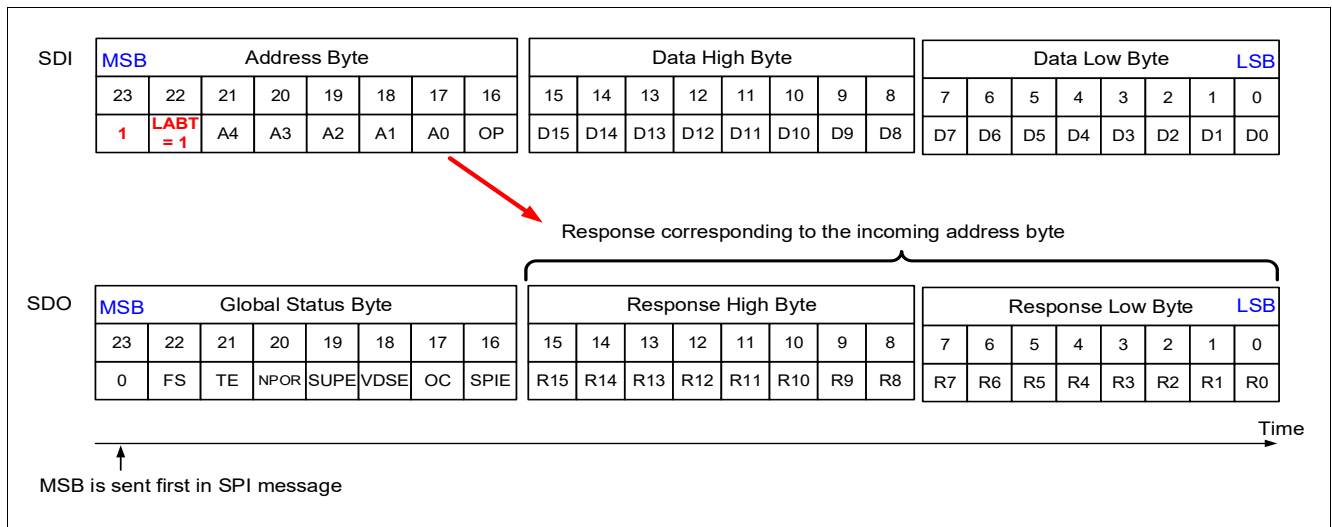 SDI
MSB Address Byte Data High Byte Data Low Byte LSB
23 22 21 20 19 18 17 16 15 14 13 12 11 10 9 8 7 6 5 4 3 2 1 0
1 LABT = 1 A4 A3 A2 A1 A0 OP D15 D14 D13 D12 D11 D10 D9 D8 D7 D6 D5 D4 D3 D2 D1 D0
Response corresponding to the incoming address byte
SDO
MSB Global Status Byte Response High Byte Response Low Byte LSB
23 22 21 20 19 18 17 16 15 14 13 12 11 10 9 8 7 6 5 4 3 2 1 0
0 FS TE NPOR SUPE VDSE OC SPIE R15 R14 R13 R12 R11 R10 R9 R8 R7 R6 R5 R4 R3 R2 R1 R0
Time
MSB is sent first in SPI message